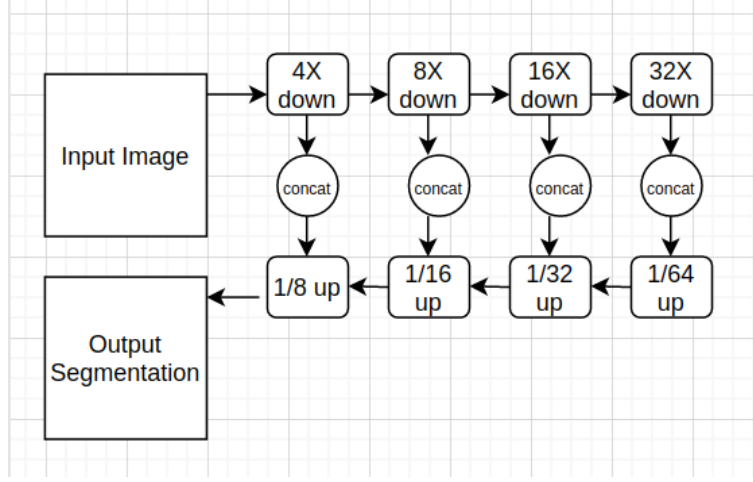 Input Image
4X
down
8X
down
16X
down
32X
down
concat
concat
concat
concat
1/8 up
1/16
up
1/32
up
1/64
up
Output
Segmentation